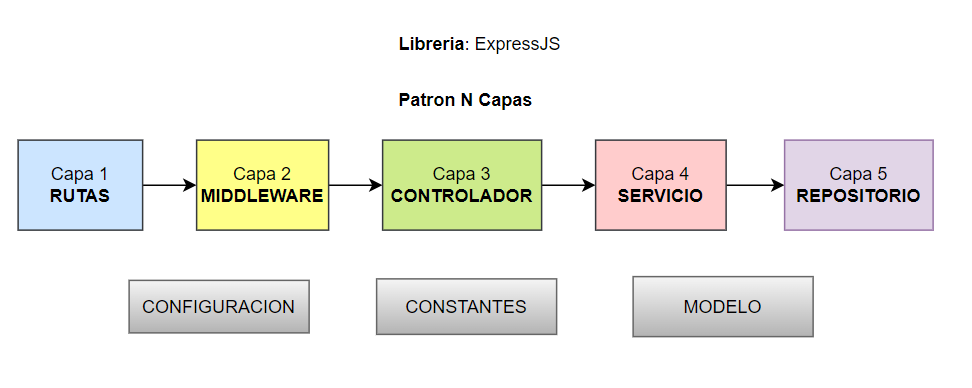 Libreria: ExpressJS
Patron N Capas
Capa 1
RUTAS
Capa 2
MIDDLEWARE
Capa 3
CONTROLADOR
Capa 4
SERVICIO
Capa 5
REPOSITORIO
CONFIGURACION
CONSTANTES
MODELO